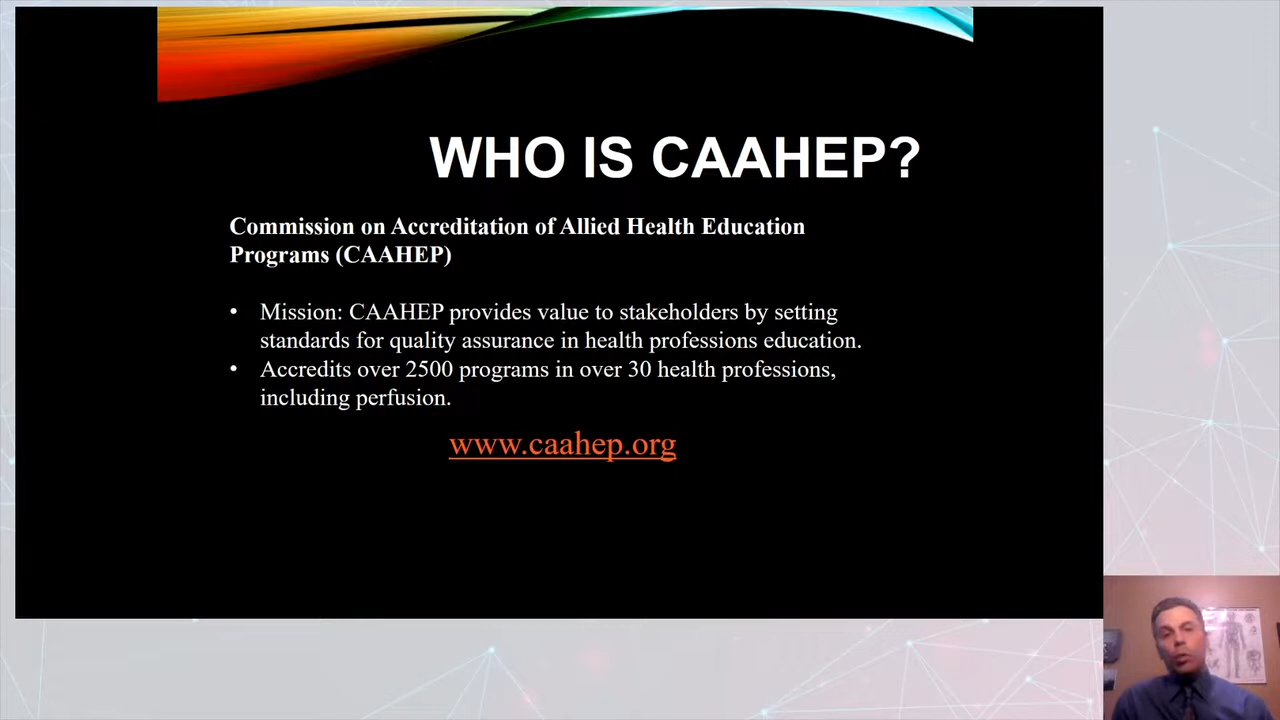 WHO IS CAAHEP?
Commission on Accreditation of Allied Health Education
Programs (CAAHEP)
• Mission: CAAHEP provides value to stakeholders by setting
standards for quality assurance in health professions education.
• Accredits over 2500 programs in over 30 health professions,
including perfusion.
www.caahep.org